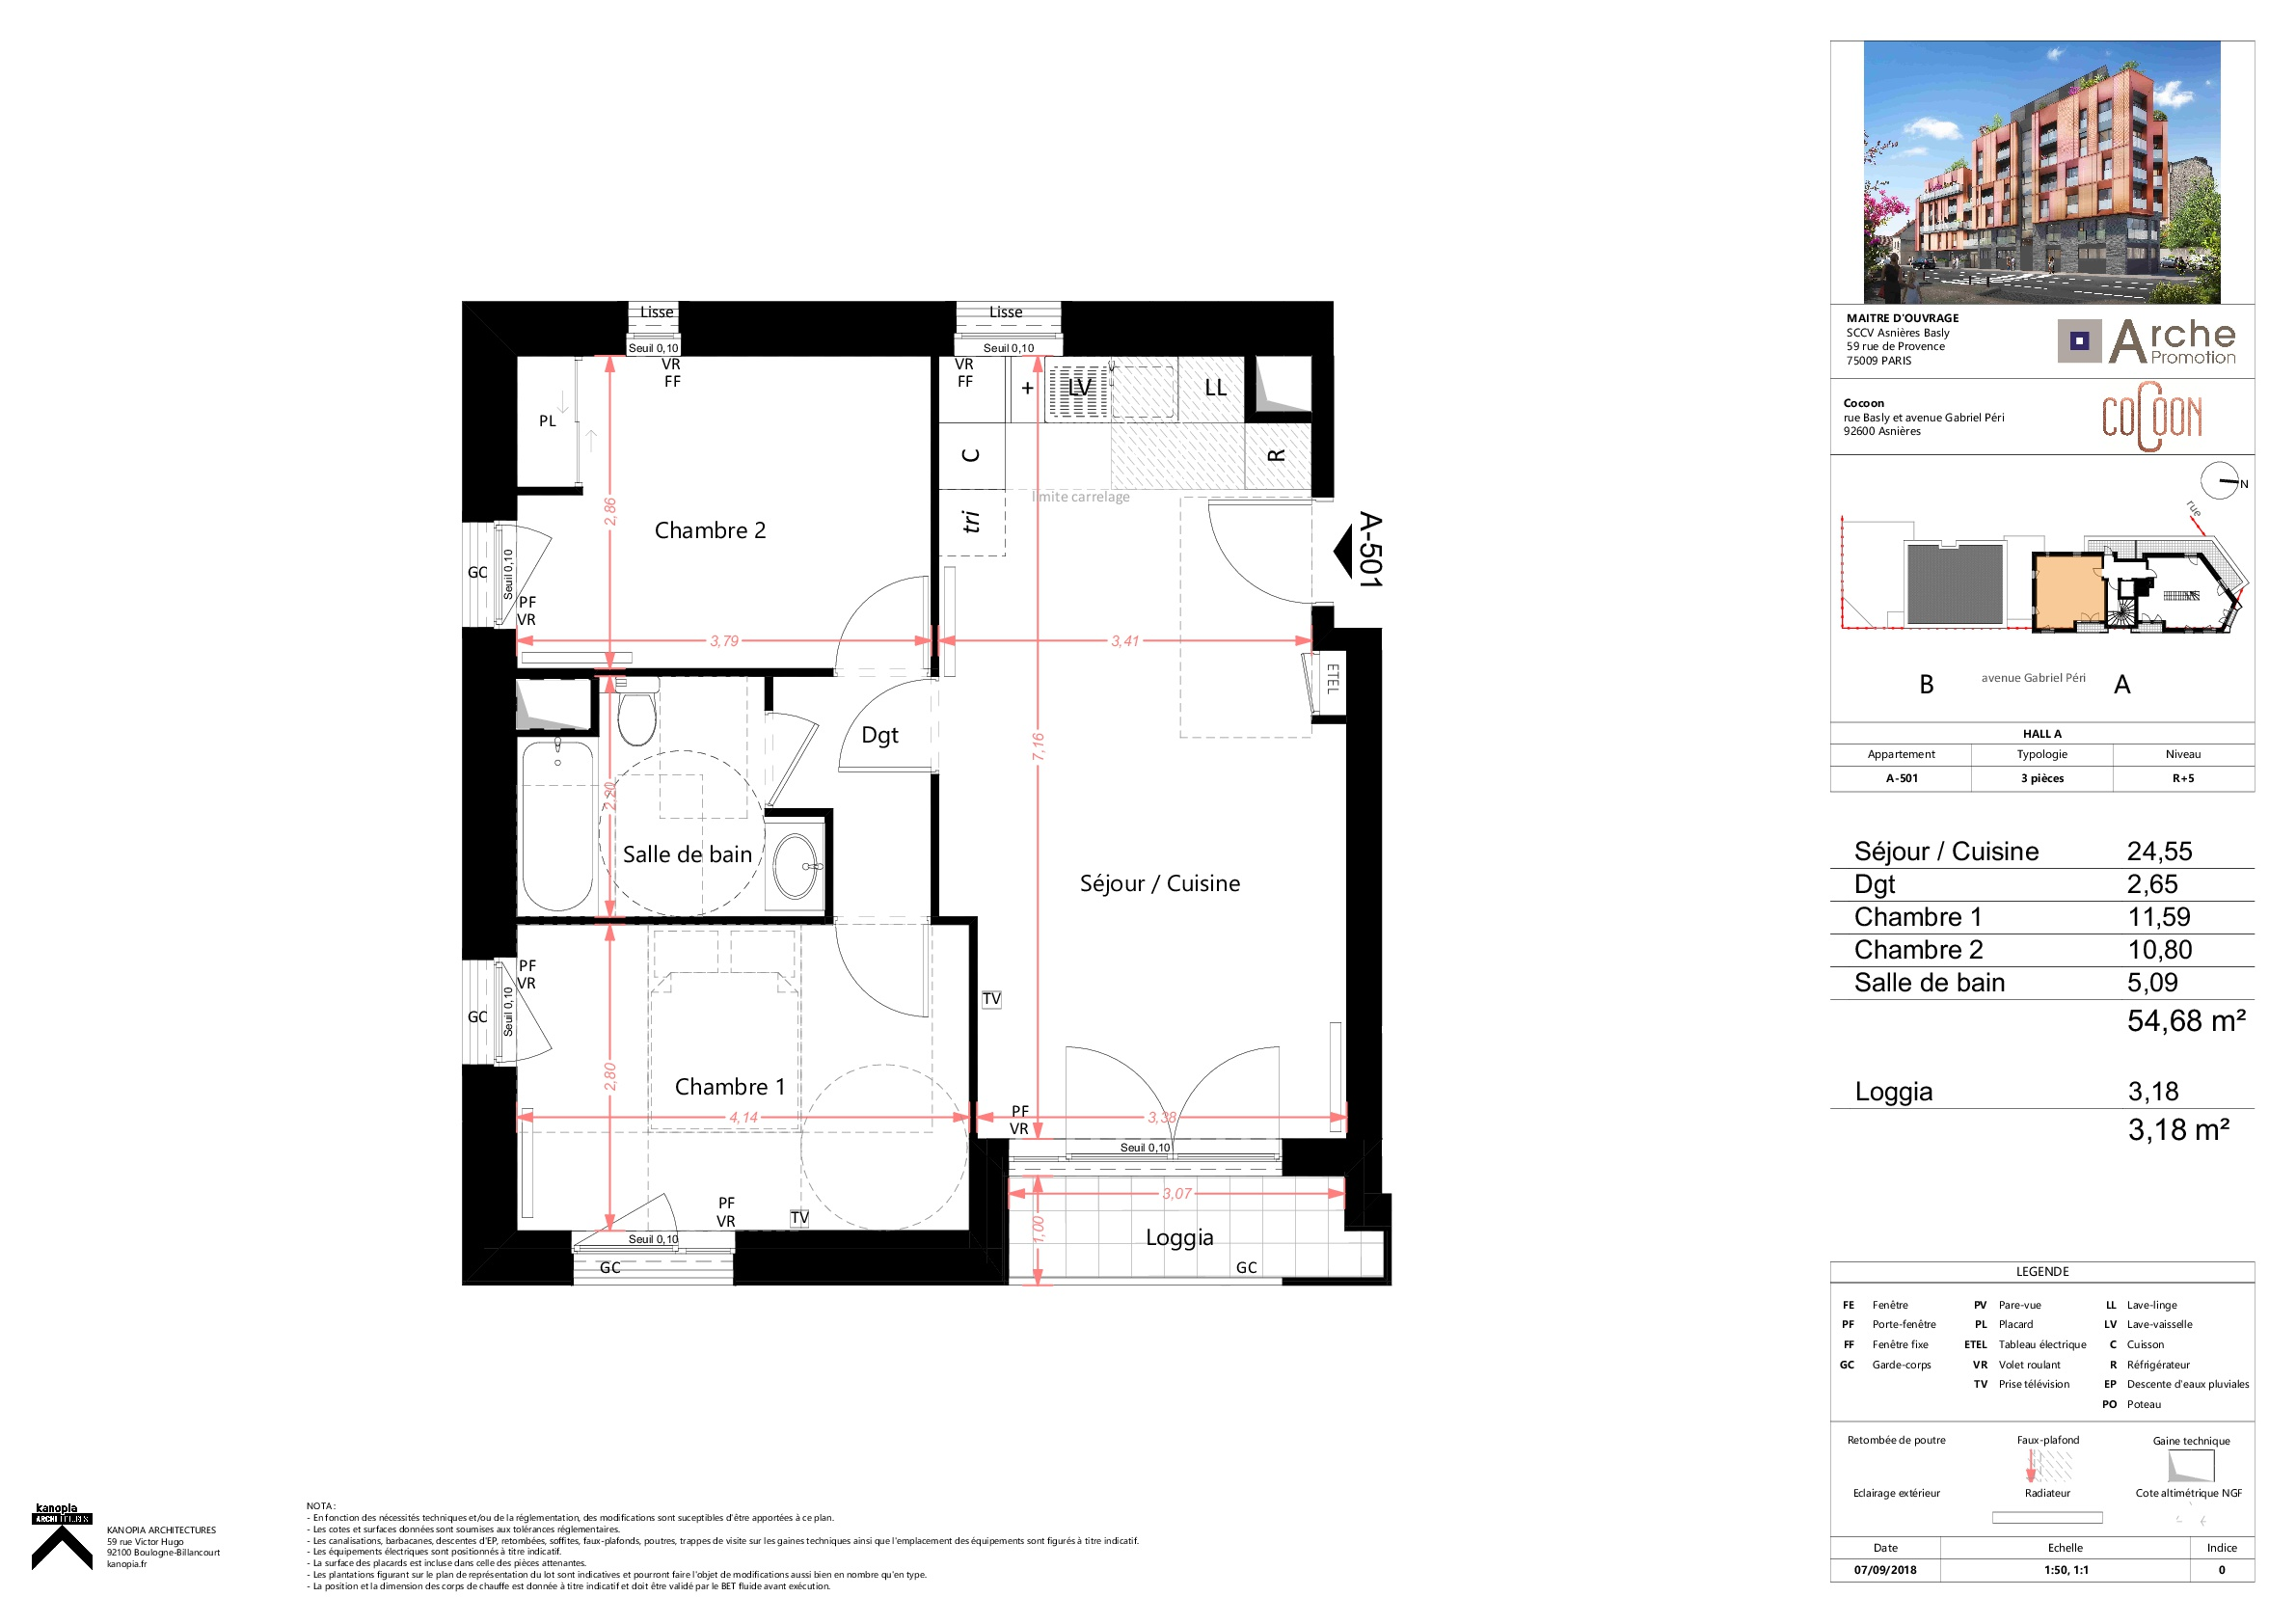 Lisse
Lisse
Seuil 0,10
Seuil 0,10
VR
FF
VR
FF
+
LV
LL
PL
C
R
limite carrelage
tri
2,86
Chambre 2
A-501
GC
Seuil 0,10
PF
VR
3,79
3,41
ETEL
Dgt
7,16
2,20
Salle de bain
Séjour / Cuisine
PF
VR
GC
Seuil 0,10
TV
2,80
Chambre 1
4,14
PF
VR
3,38
Seuil 0,10
PF
VR
TV
3,07
1,00
Loggia
Seuil 0,10
GC
GC
MAITRE D'OUVRAGE
SCCV Asnières Basly
59 rue de Provence
75009 PARIS
Arche
Promotion
Cocoon
rue Basly et avenue Gabriel Péri
92600 Asnières
COCOON
N
rue
B
avenue Gabriel Péri
A
HALL A
Appartement Typologie Niveau
A-501 3 pièces R+5
Séjour / Cuisine 24,55
Dgt 2,65
Chambre 1 11,59
Chambre 2 10,80
Salle de bain 5,09
54,68 m²
Loggia 3,18
3,18 m²
LEGENDE
FE Fenêtre PV Pare-vue LL Lave-linge
PF Porte-fenêtre PL Placard LV Lave-vaisselle
FF Fenêtre fixe ETEL Tableau électrique C Cuisson
GC Garde-corps VR Volet roulant R Réfrigérateur
TV Prise télévision EP Descente d'eaux pluviales
PO Poteau
Retombée de poutre Faux-plafond Gaine technique
Eclairage extérieur Radiateur Cote altimétrique NGF
Date Echelle Indice
07/09/2018 1:50, 1:1 0
kanopia
ARCHITECTURES
KANOPIA ARCHITECTURES
59 rue Victor Hugo
92100 Boulogne-Billancourt
kanopia.fr
NOTA :
- En fonction des nécessités techniques et/ou de la réglementation, des modifications sont suceptibles d'être apportées à ce plan.
- Les cotes et surfaces données sont soumises aux tolérances réglementaires.
- Les canalisations, barbacanes, descentes d'EP, retombées, soffites, faux-plafonds, poutres, trappes de visite sur les gaines techniques ainsi que l'emplacement des équipements sont figurés à titre indicatif.
- Les équipements électriques sont positionnés à titre indicatif.
- La surface des placards est incluse dans celle des pièces attenantes.
- Les plantations figurant sur le plan de représentation du lot sont indicatives et pourront faire l'objet de modifications aussi bien en nombre qu'en type.
- La position et la dimension des corps de chauffe est donnée à titre indicatif et doit être validé par le BET fluide avant exécution.